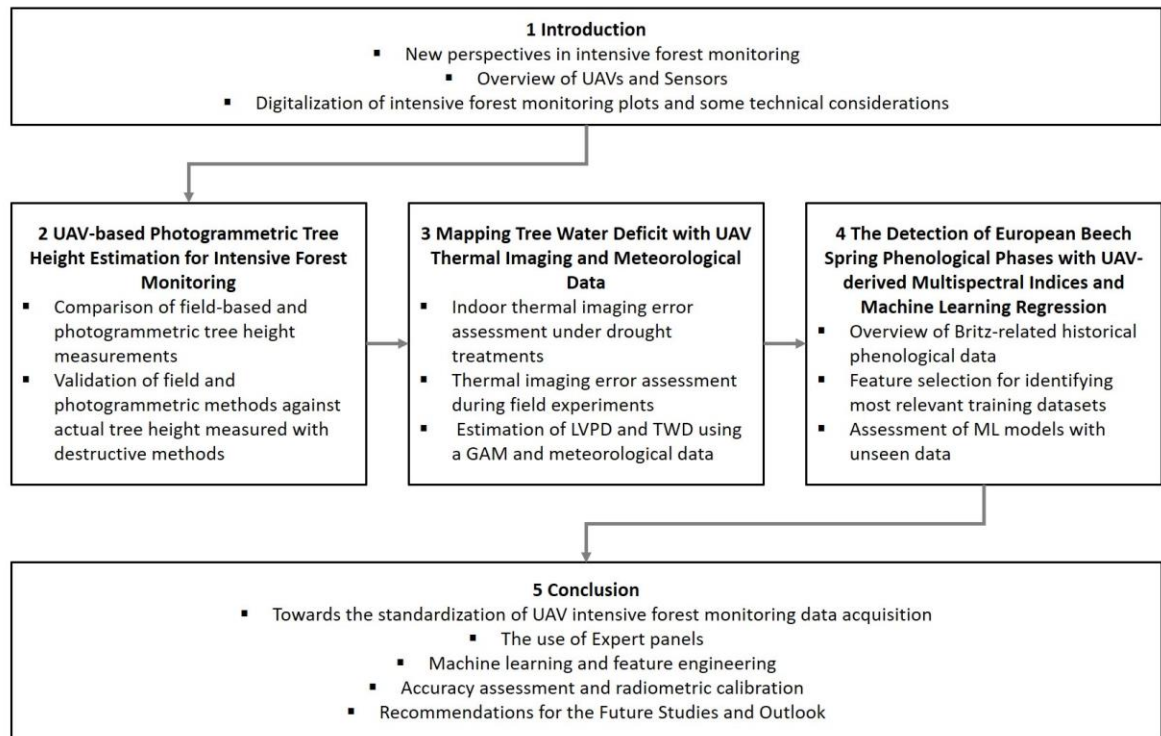 1 Introduction
▪ New perspectives in intensive forest monitoring
▪ Overview of UAVs and Sensors
▪ Digitalization of intensive forest monitoring plots and some technical considerations
2 UAV-based Photogrammetric Tree
Height Estimation for Intensive Forest
Monitoring
▪ Comparison of field-based and
photogrammetric tree height
measurements
▪ Validation of field and
photogrammetric methods against
actual tree height measured with
destructive methods
3 Mapping Tree Water Deficit with UAV
Thermal Imaging and Meteorological
Data
▪ Indoor thermal imaging error
assessment under drought
treatments
▪ Thermal imaging error assessment
during field experiments
▪ Estimation of LVPD and TWD using
a GAM and meteorological data
4 The Detection of European Beech
Spring Phenological Phases with UAV-
derived Multispectral Indices and
Machine Learning Regression
▪ Overview of Britz-related historical
phenological data
▪ Feature selection for identifying
most relevant training datasets
▪ Assessment of ML models with
unseen data
5 Conclusion
▪ Towards the standardization of UAV intensive forest monitoring data acquisition
▪ The use of Expert panels
▪ Machine learning and feature engineering
▪ Accuracy assessment and radiometric calibration
▪ Recommendations for the Future Studies and Outlook